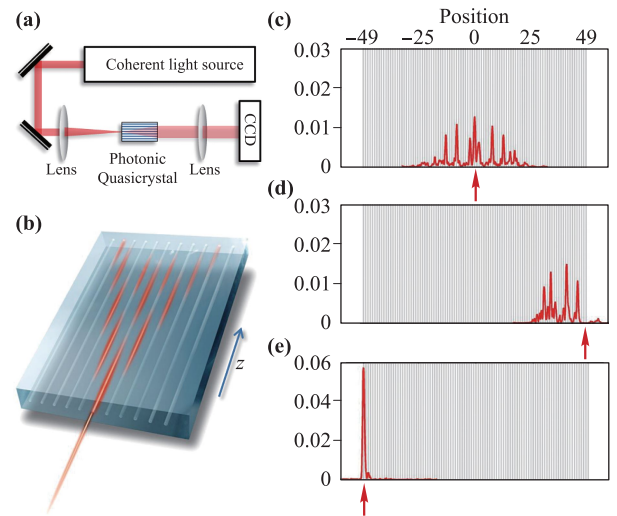 (a)
Coherent light source
Lens
Photonic
Quasicrystal
Lens
CCD
(b)
z
(c)
Position
−49 −25 0 25 49
0.03
0.02
0.01
0
(d)
0.03
0.02
0.01
0
(e)
0.06
0.04
0.02
0